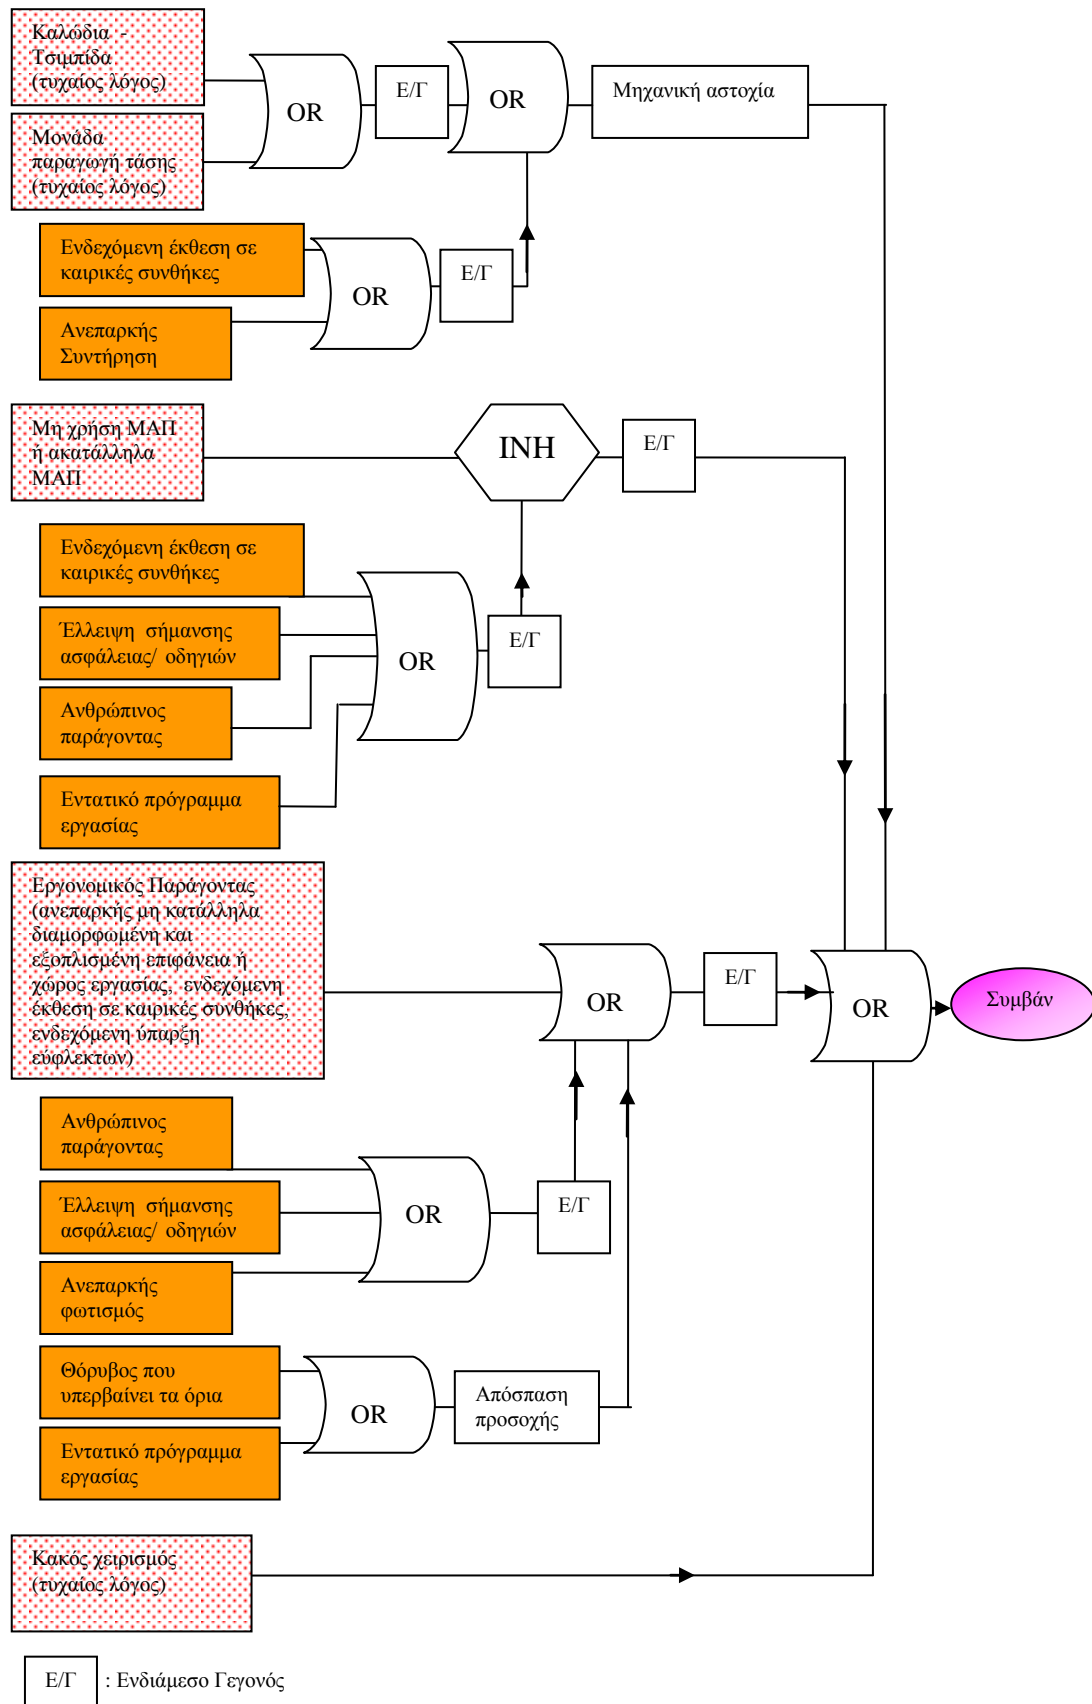 Καλώδια -
Τσιμπίδα
(τυχαίος λόγος)
OR
Ε/Γ
OR
Μηχανική αστοχία
Μονάδα
παραγωγή τάσης
(τυχαίος λόγος)
Ενδεχόμενη έκθεση σε
καιρικές συνθήκες
OR
Ε/Γ
Ανεπαρκής
Συντήρηση
Μη χρήση ΜΑΠ
ή ακατάλληλα
ΜΑΠ
INH
Ε/Γ
Ενδεχόμενη έκθεση σε
καιρικές συνθήκες
Έλλειψη σήμανσης
ασφάλειας/ οδηγιών
OR
Ε/Γ
Ανθρώπινος
παράγοντας
Εντατικό πρόγραμμα
εργασίας
Εργονομικός Παράγοντας
(ανεπαρκής μη κατάλληλα
διαμορφωμένη και
εξοπλισμένη επιφάνεια ή
χώρος εργασίας, ενδεχόμενη
έκθεση σε καιρικές συνθήκες,
ενδεχόμενη ύπαρξη
εύφλεκτων)
OR
Ε/Γ
OR
Συμβάν
Ανθρώπινος
παράγοντας
Έλλειψη σήμανσης
ασφάλειας/ οδηγιών
OR
Ε/Γ
Ανεπαρκής
φωτισμός
Θόρυβος που
υπερβαίνει τα όρια
OR
Απόσπαση
προσοχής
Εντατικό πρόγραμμα
εργασίας
Κακός χειρισμός
(τυχαίος λόγος)
Ε/Γ : Ενδιάμεσο Γεγονός